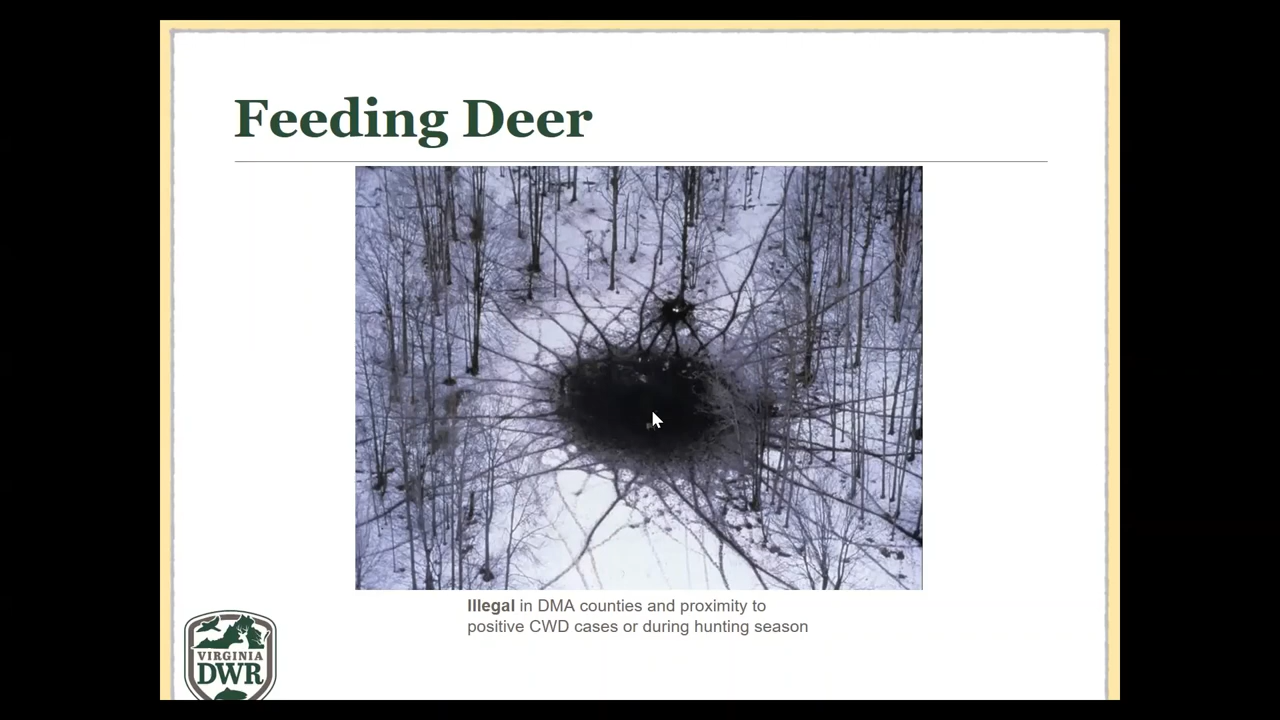 Feeding Deer
Illegal in DMA counties and proximity to
positive CWD cases or during hunting season
VIRGINIA
DWR